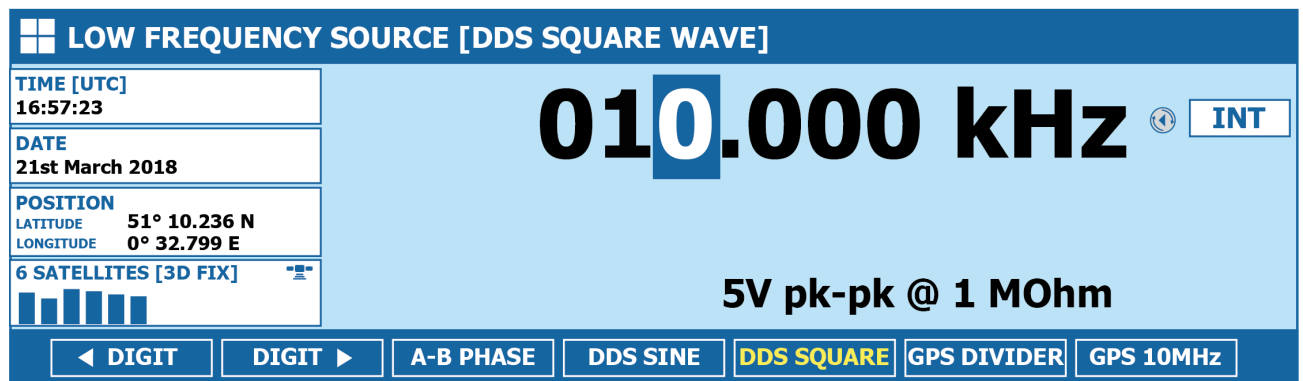 LOW FREQUENCY SOURCE [DDS SQUARE WAVE]
TIME [UTC]
16:57:23
DATE
21st March 2018
POSITION
LATITUDE 51° 10.236 N
LONGITUDE 0° 32.799 E
6 SATELLITES [3D FIX]
010.000 kHz
INT
5V pk-pk @ 1 MOhm
◀ DIGIT
DIGIT ▶
A-B PHASE
DDS SINE
DDS SQUARE
GPS DIVIDER
GPS 10MHz